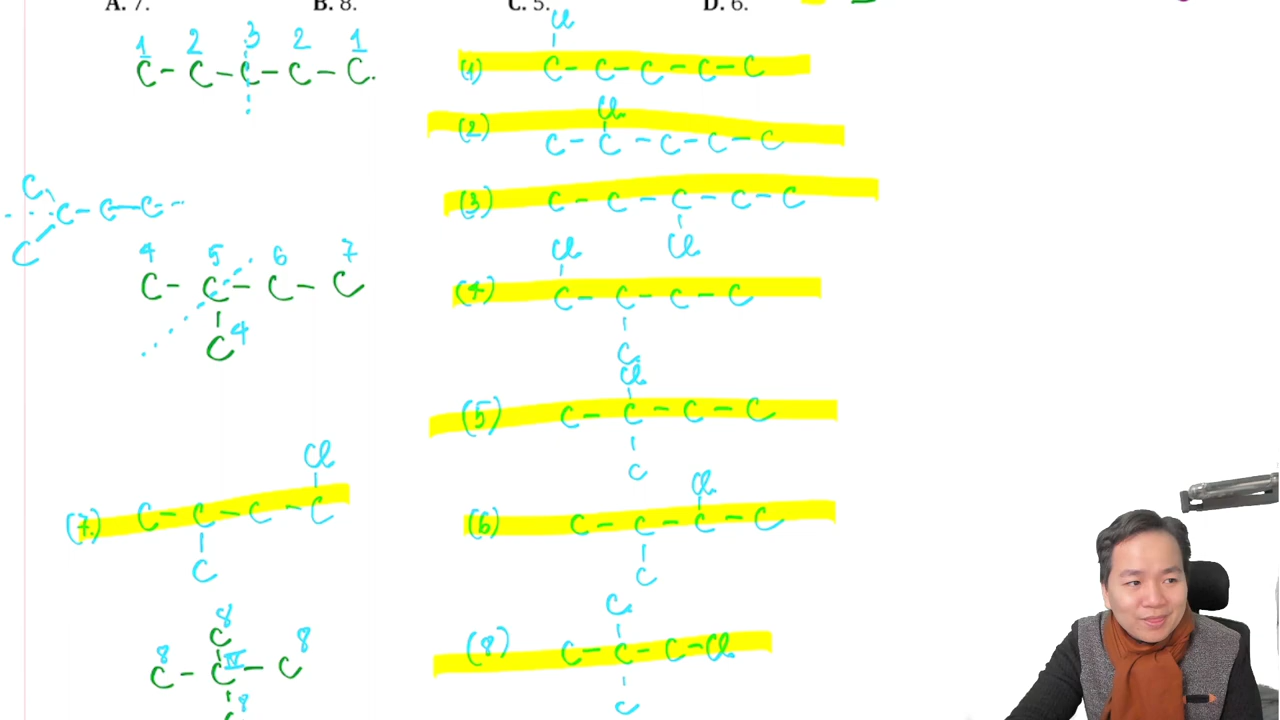 A. 7. B. 8. C. 5. D. 6.
1 2 3 2 1
C - C - C - C - C.
Cl
(1) C - C - C - C - C
Cl
(2) C - C - C - C - C
(3) C - C - C - C - C
Cl
C
C - C - C
C
4 5 6 7
C - C - C - C
C 4
Cl
(4) C - C - C - C
C
Cl
(5) C - C - C - C
C
Cl
(7.) C - C - C - C
C
Cl
(6) C - C - C - C
C
8
C
8 IV 8
C - C - C
8
C
(8) C - C - C - Cl
C